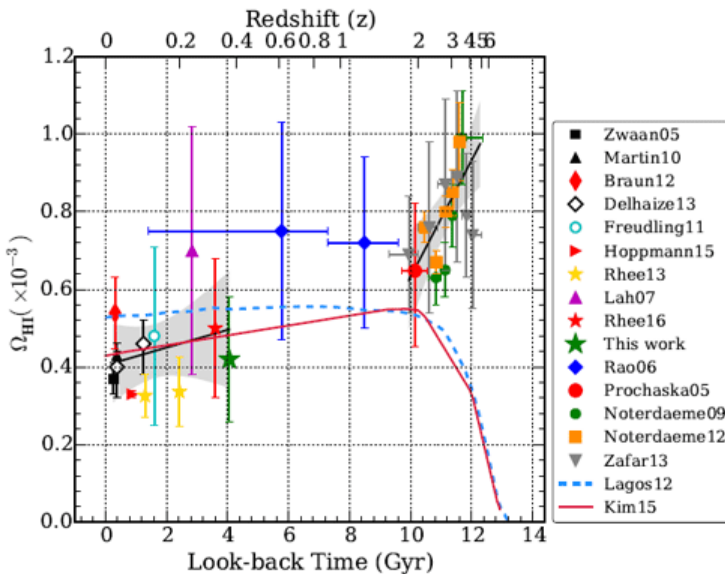 Redshift (z)
0 0.2 0.4 0.6 0.8 1 2 3 4 5 6
1.2
1.0
0.8
0.6
0.4
0.2
0.0
Ω_HI ( ×10⁻³ )
0 2 4 6 8 10 12 14
Look-back Time (Gyr)
Zwaan05
Martin10
Braun12
Delhaize13
Freudling11
Hoppmann15
Rhee13
Lah07
Rhee16
This work
Rao06
Prochaska05
Noterdaeme09
Noterdaeme12
Zafar13
Lagos12
Kim15